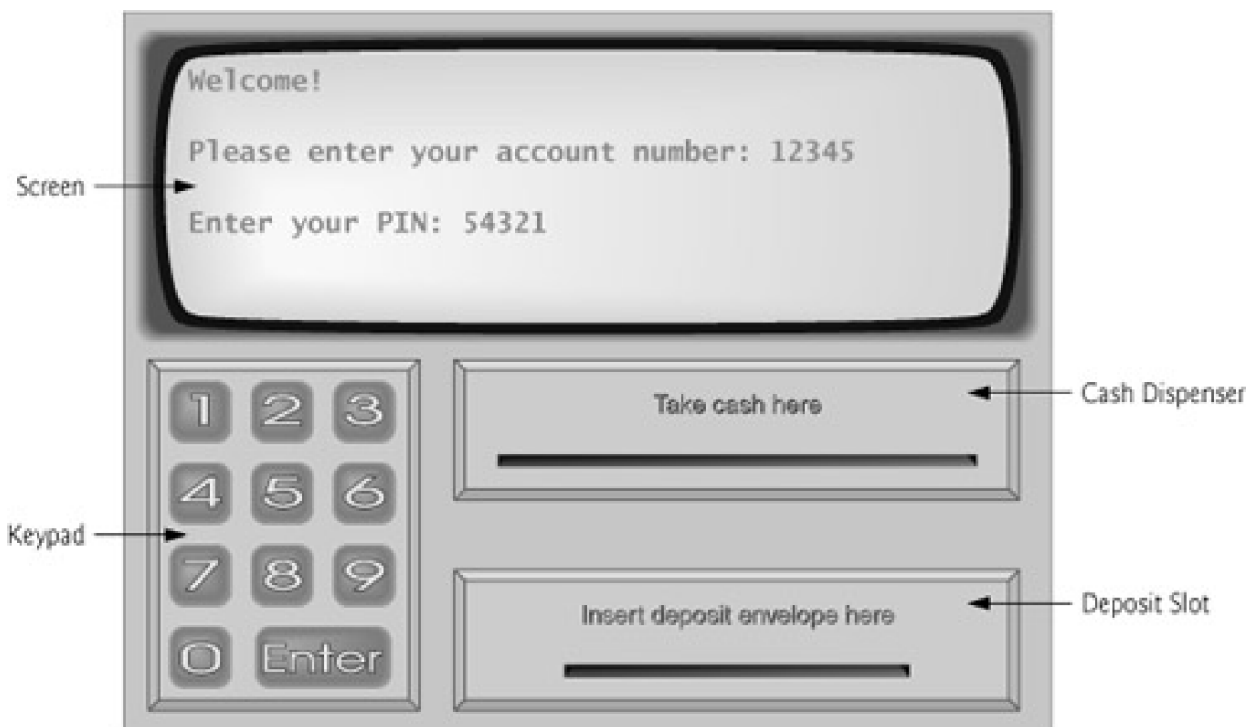 Welcome!
Please enter your account number: 12345
Screen
Enter your PIN: 54321
1 2 3
Take cash here
Cash Dispenser
4 5 6
Keypad
7 8 9
Insert deposit envelope here
Deposit Slot
0 Enter